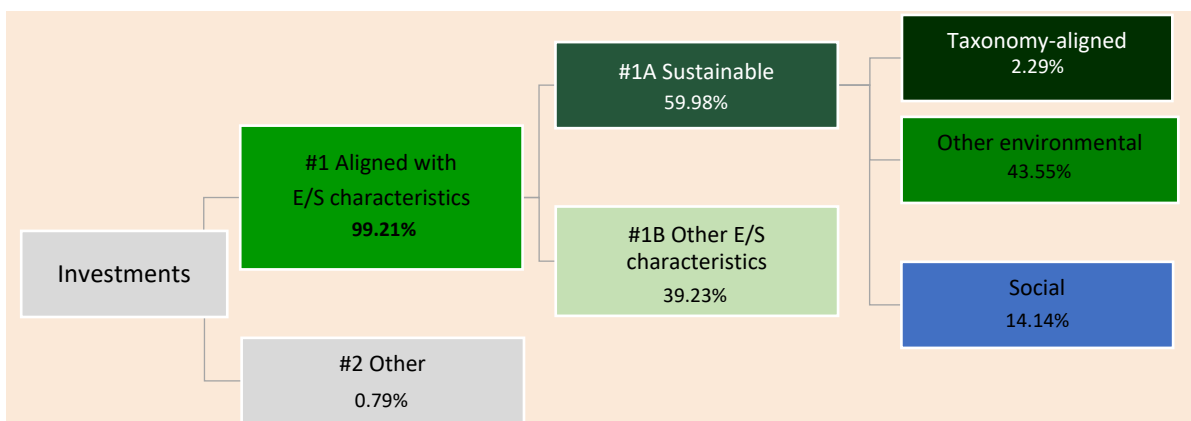 Investments
#1 Aligned with
E/S characteristics
99.21%
#2 Other
0.79%
#1A Sustainable
59.98%
#1B Other E/S
characteristics
39.23%
Taxonomy-aligned
2.29%
Other environmental
43.55%
Social
14.14%